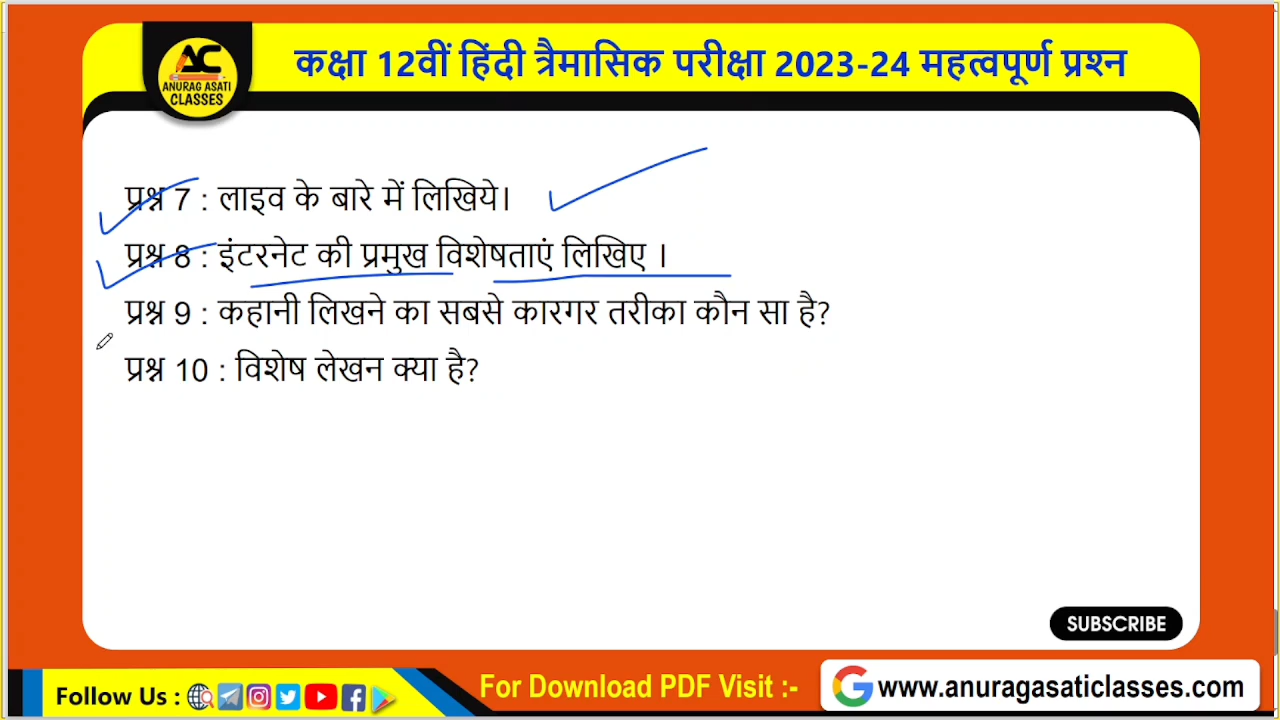 AC
ANURAG ASATI
CLASSES
कक्षा 12वीं हिंदी त्रैमासिक परीक्षा 2023-24 महत्वपूर्ण प्रश्न
प्रश्न 7 : लाइव के बारे में लिखिये।
प्रश्न 8 : इंटरनेट की प्रमुख विशेषताएं लिखिए ।
प्रश्न 9 : कहानी लिखने का सबसे कारगर तरीका कौन सा है?
प्रश्न 10 : विशेष लेखन क्या है?
SUBSCRIBE
Follow Us :
For Download PDF Visit :-
www.anuragasaticlasses.com